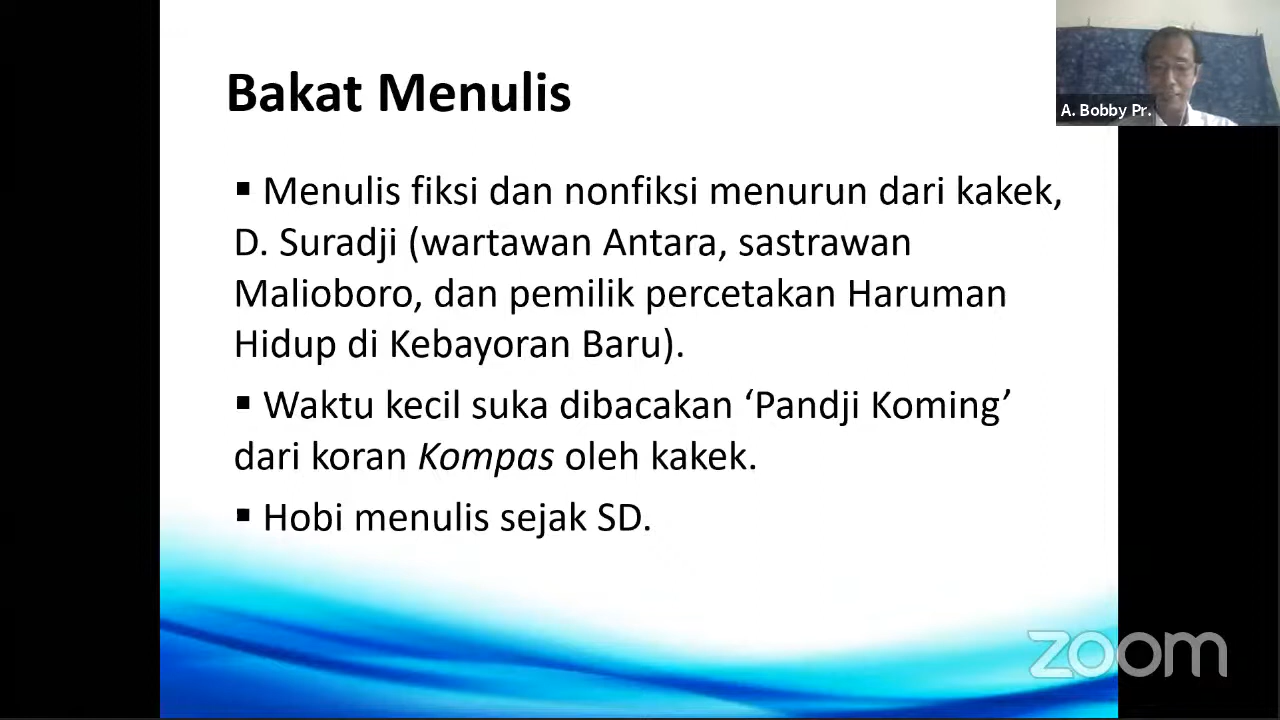 Bakat Menulis
A. Bobby Pr.
▪ Menulis fiksi dan nonfiksi menurun dari kakek,
D. Suradji (wartawan Antara, sastrawan
Malioboro, dan pemilik percetakan Haruman
Hidup di Kebayoran Baru).
▪ Waktu kecil suka dibacakan ‘Pandji Koming’
dari koran Kompas oleh kakek.
▪ Hobi menulis sejak SD.
zoom